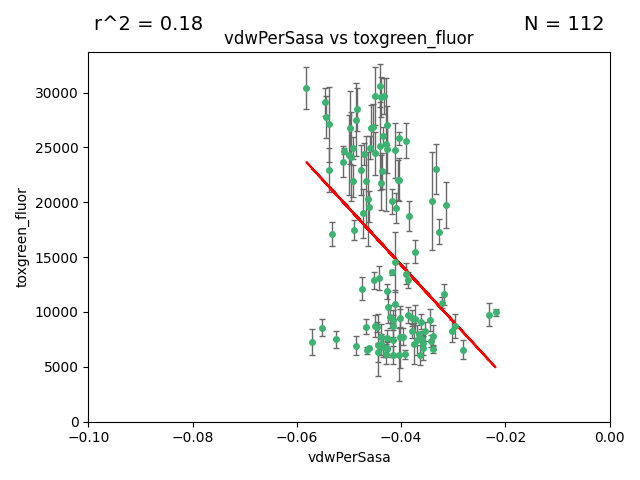 r^2 = 0.18
N = 112
vdwPerSasa vs toxgreen_fluor
30000
25000
20000
15000
10000
5000
0
toxgreen_fluor
−0.10
−0.08
−0.06
−0.04
−0.02
0.00
vdwPerSasa